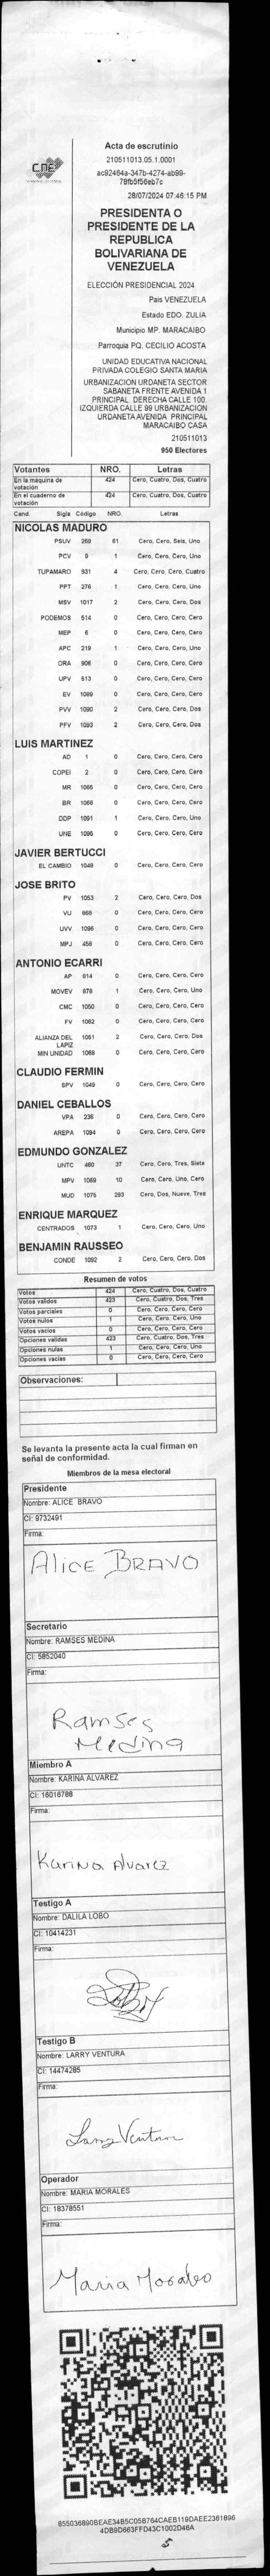 CNE
Acta de escrutinio
210511013.05.1.0001
ac92464a-347b-4274-ab99-
78fb5f56eb7c
28/07/2024 07:46:15 PM
PRESIDENTA O
PRESIDENTE DE LA
REPUBLICA
BOLIVARIANA DE
VENEZUELA
ELECCIÓN PRESIDENCIAL 2024
Pais VENEZUELA
Estado EDO. ZULIA
Municipio MP. MARACAIBO
Parroquia PQ. CECILIO ACOSTA
UNIDAD EDUCATIVA NACIONAL
PRIVADA COLEGIO SANTA MARIA
URBANIZACION URDANETA SECTOR
SABANETA FRENTE AVENIDA 1
PRINCIPAL. DERECHA CALLE 100.
IZQUIERDA CALLE 99 URBANIZACION
URDANETA AVENIDA PRINCIPAL
MARACAIBO CASA
210511013
950 Electores
Votantes NRO. Letras
En la máquina de votación 424 Cero, Cuatro, Dos, Cuatro
En el cuaderno de votación 424 Cero, Cuatro, Dos, Cuatro
Cand. Sigla Código NRO. Letras
NICOLAS MADURO
PSUV 269 61 Cero, Cero, Seis, Uno
PCV 9 1 Cero, Cero, Cero, Uno
TUPAMARO 931 4 Cero, Cero, Cero, Cuatro
PPT 276 1 Cero, Cero, Cero, Uno
MSV 1017 2 Cero, Cero, Cero, Dos
PODEMOS 514 0 Cero, Cero, Cero, Cero
MEP 6 0 Cero, Cero, Cero, Cero
APC 219 1 Cero, Cero, Cero, Uno
ORA 906 0 Cero, Cero, Cero, Cero
UPV 613 0 Cero, Cero, Cero, Cero
EV 1089 0 Cero, Cero, Cero, Cero
PVV 1090 2 Cero, Cero, Cero, Dos
PFV 1093 2 Cero, Cero, Cero, Dos
LUIS MARTINEZ
AD 1 0 Cero, Cero, Cero, Cero
COPEI 2 0 Cero, Cero, Cero, Cero
MR 1065 0 Cero, Cero, Cero, Cero
BR 1066 0 Cero, Cero, Cero, Cero
DDP 1091 1 Cero, Cero, Cero, Uno
UNE 1095 0 Cero, Cero, Cero, Cero
JAVIER BERTUCCI
EL CAMBIO 1048 0 Cero, Cero, Cero, Cero
JOSE BRITO
PV 1053 2 Cero, Cero, Cero, Dos
VU 868 0 Cero, Cero, Cero, Cero
UVV 1096 0 Cero, Cero, Cero, Cero
MPJ 458 0 Cero, Cero, Cero, Cero
ANTONIO ECARRI
AP 814 0 Cero, Cero, Cero, Cero
MOVEV 878 1 Cero, Cero, Cero, Uno
CMC 1050 0 Cero, Cero, Cero, Cero
FV 1062 0 Cero, Cero, Cero, Cero
ALIANZA DEL 1051 2 Cero, Cero, Cero, Dos
LAPIZ
MIN UNIDAD 1068 0 Cero, Cero, Cero, Cero
CLAUDIO FERMIN
SPV 1049 0 Cero, Cero, Cero, Cero
DANIEL CEBALLOS
VPA 236 0 Cero, Cero, Cero, Cero
AREPA 1094 0 Cero, Cero, Cero, Cero
EDMUNDO GONZALEZ
UNTC 460 37 Cero, Cero, Tres, Siete
MPV 1059 10 Cero, Cero, Uno, Cero
MUD 1075 293 Cero, Dos, Nueve, Tres
ENRIQUE MARQUEZ
CENTRADOS 1073 1 Cero, Cero, Cero, Uno
BENJAMIN RAUSSEO
CONDE 1092 2 Cero, Cero, Cero, Dos
Resumen de votos
Votos 424 Cero, Cuatro, Dos, Cuatro
Votos validos 423 Cero, Cuatro, Dos, Tres
Votos parciales 0 Cero, Cero, Cero, Cero
Votos nulos 1 Cero, Cero, Cero, Uno
Votos vacios 0 Cero, Cero, Cero, Cero
Opciones validas 423 Cero, Cuatro, Dos, Tres
Opciones nulas 1 Cero, Cero, Cero, Uno
Opciones vacias 0 Cero, Cero, Cero, Cero
Observaciones:
Se levanta la presente acta la cual firman en
señal de conformidad.
Miembros de la mesa electoral
Presidente
Nombre: ALICE BRAVO
CI: 9732491
Firma:
Alice BRAVO
Secretario
Nombre: RAMSES MEDINA
CI: 5852040
Firma:
Ramses
Medina
Miembro A
Nombre: KARINA ALVAREZ
CI: 16016788
Firma:
Karina Alvarez
Testigo A
Nombre: DALILA LOBO
CI: 10414231
Firma:
Testigo B
Nombre: LARRY VENTURA
CI: 14474285
Firma:
Larry Ventura
Operador
Nombre: MARIA MORALES
CI: 18378551
Firma:
Maria Morales
855036890BEAE34B5C05B764CAEB119DAEE2361896
4DB9D663FFD43C1002D46A